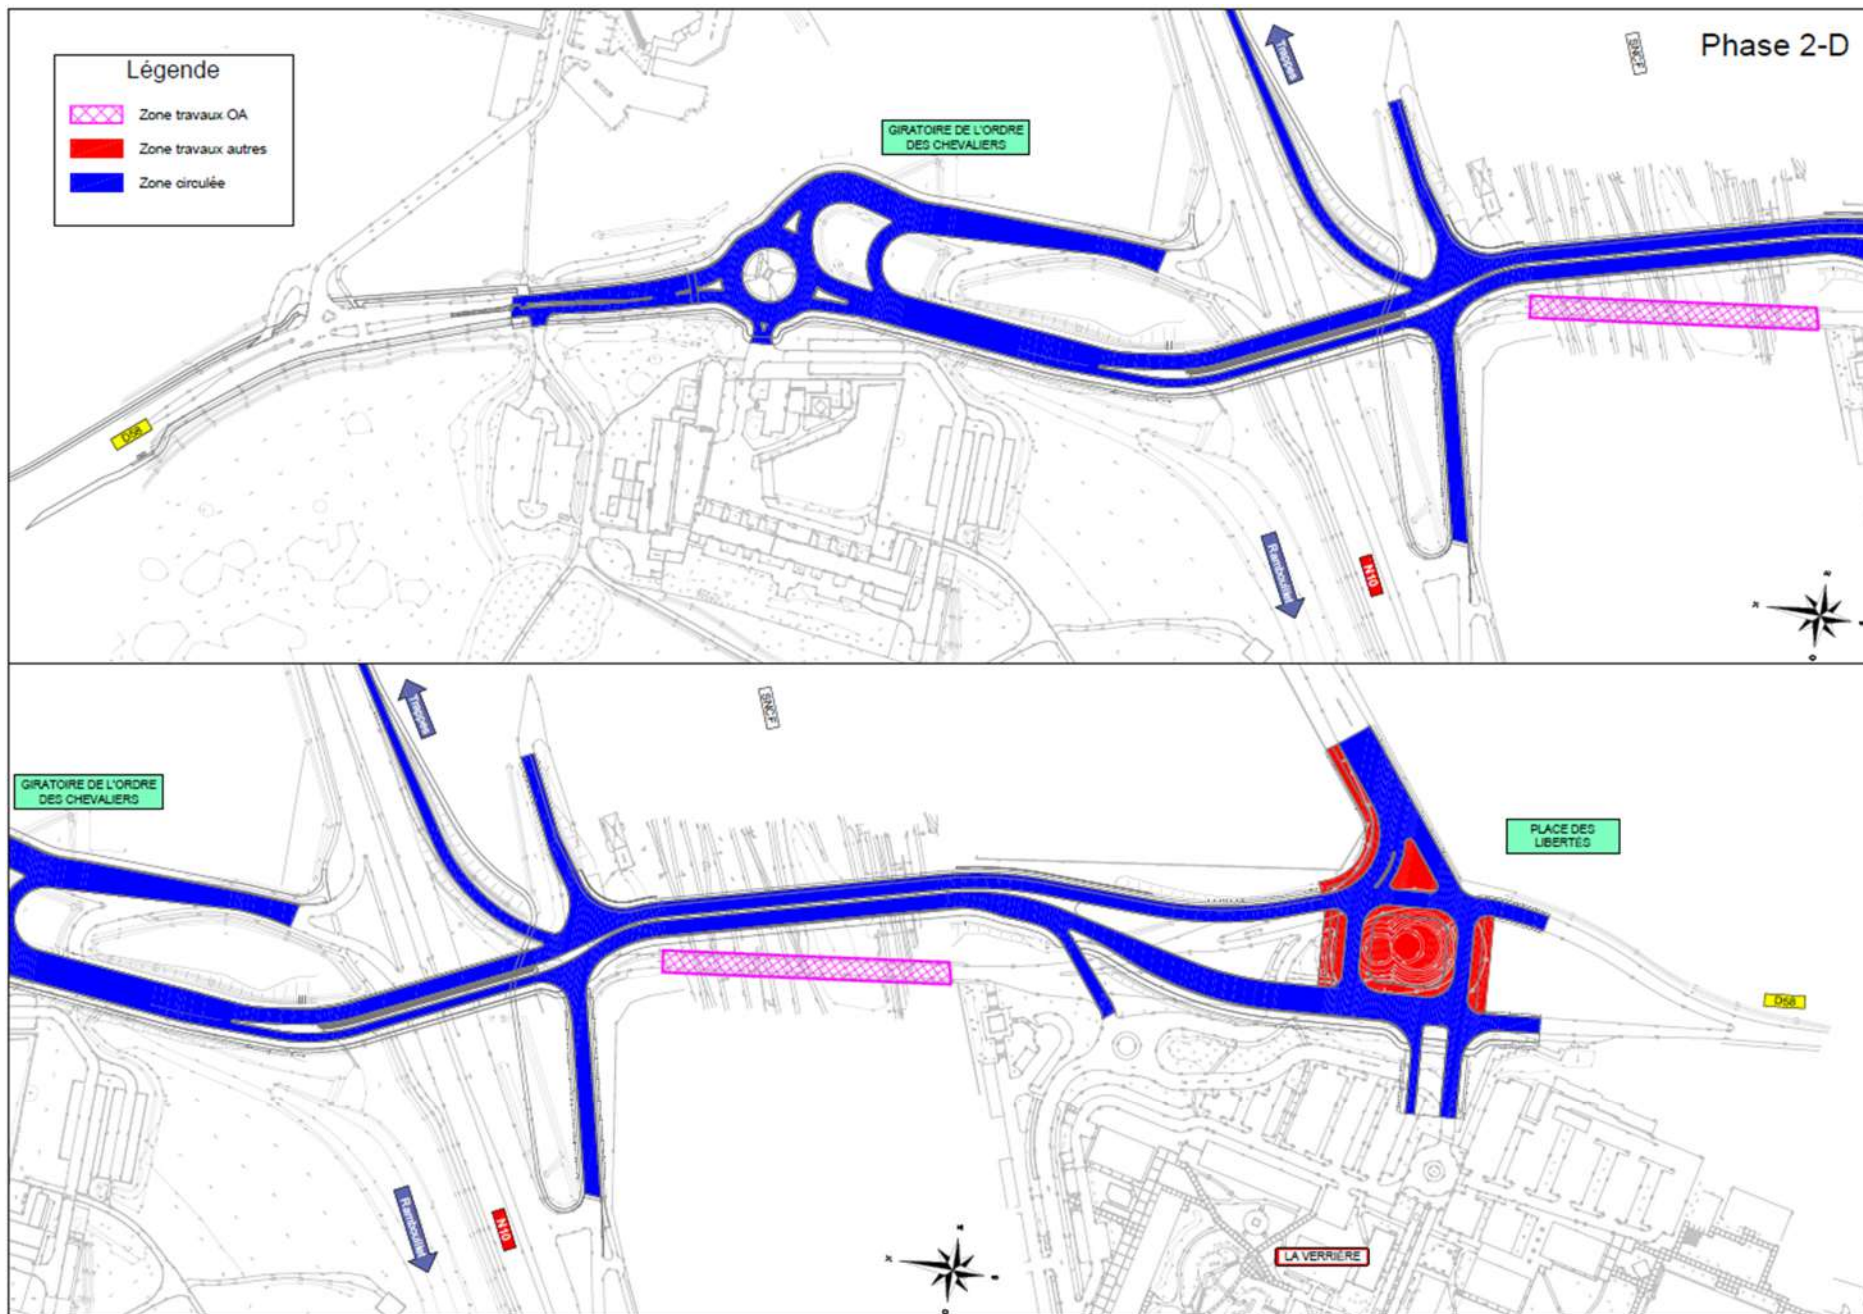 Phase 2-D
Légende
Zone travaux OA
Zone travaux autres
Zone circulée
Trappes
SNCF
GIRATOIRE DE L'ORDRE
DES CHEVALIERS
D58
Rambouillet
N10
Trappes
SNCF
GIRATOIRE DE L'ORDRE
DES CHEVALIERS
PLACE DES
LIBERTÉS
D58
Rambouillet
N10
LA VERRIÈRE